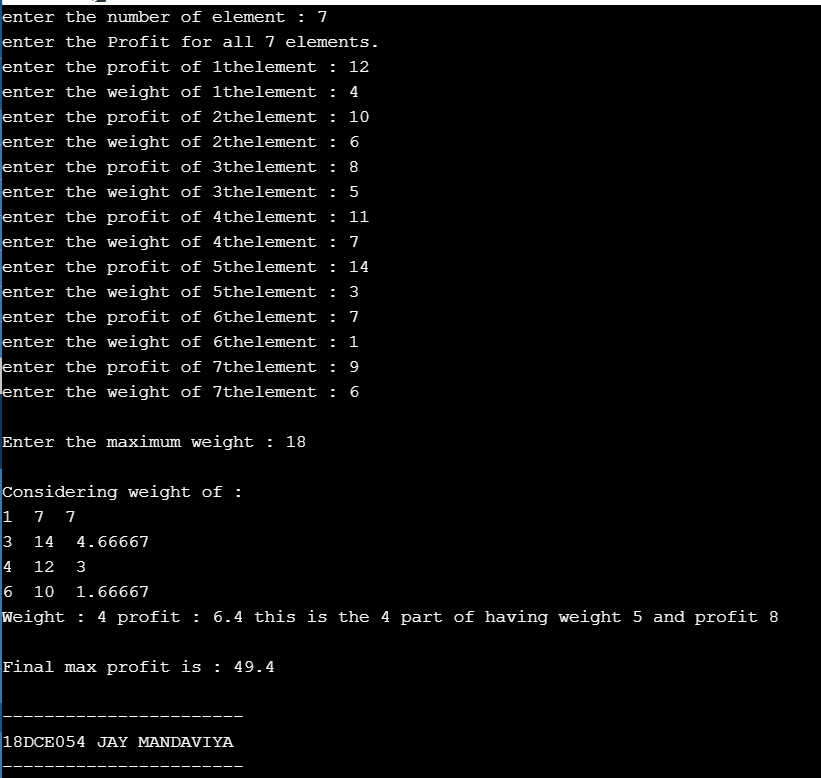 enter the number of element : 7
enter the Profit for all 7 elements.
enter the profit of 1thelement : 12
enter the weight of 1thelement : 4
enter the profit of 2thelement : 10
enter the weight of 2thelement : 6
enter the profit of 3thelement : 8
enter the weight of 3thelement : 5
enter the profit of 4thelement : 11
enter the weight of 4thelement : 7
enter the profit of 5thelement : 14
enter the weight of 5thelement : 3
enter the profit of 6thelement : 7
enter the weight of 6thelement : 1
enter the profit of 7thelement : 9
enter the weight of 7thelement : 6
Enter the maximum weight : 18
Considering weight of :
1  7  7
3  14  4.66667
4  12  3
6  10  1.66667
Weight : 4 profit : 6.4 this is the 4 part of having weight 5 and profit 8
Final max profit is : 49.4
-----------------------
18DCE054 JAY MANDAVIYA
-----------------------